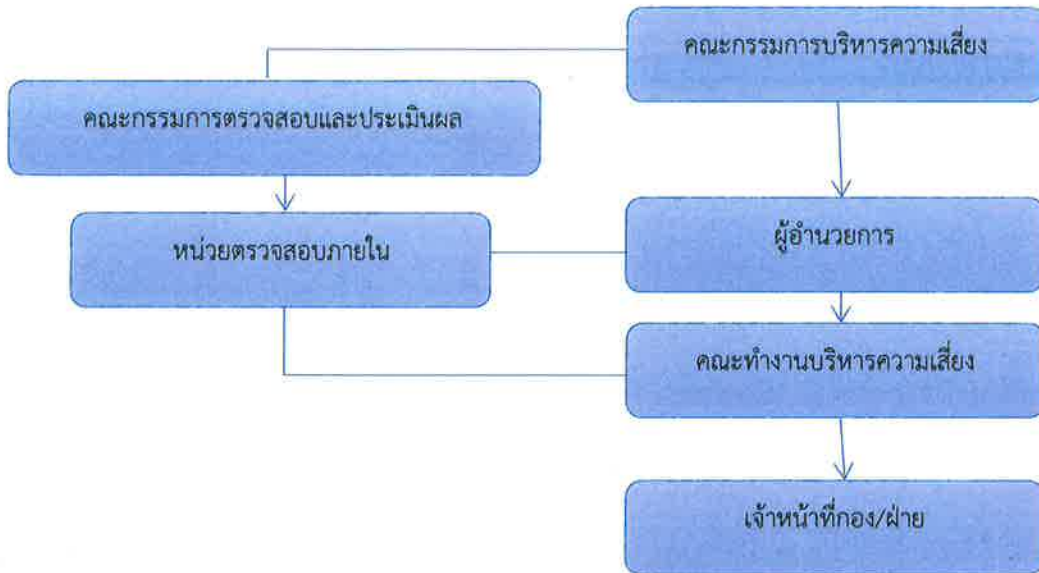 คณะกรรมการบริหารความเสี่ยง
คณะกรรมการตรวจสอบและประเมินผล
หน่วยตรวจสอบภายใน
ผู้อำนวยการ
คณะทำงานบริหารความเสี่ยง
เจ้าหน้าที่กอง/ฝ่าย